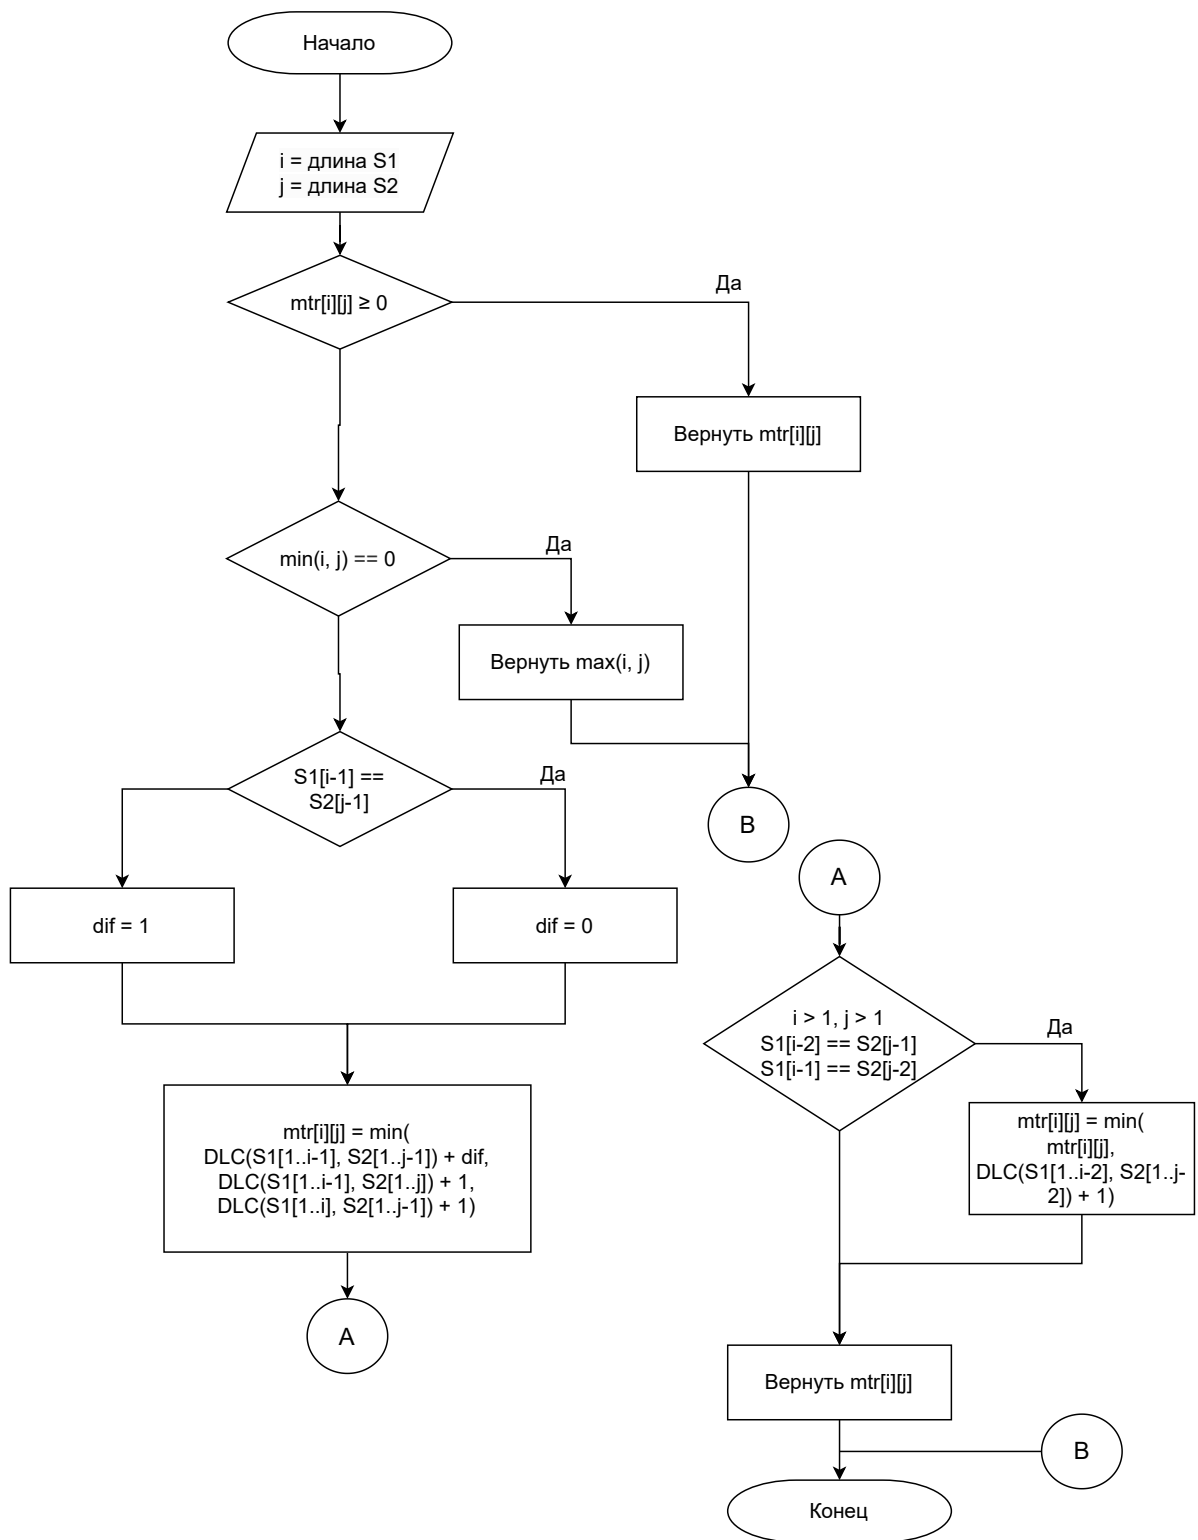 Начало
i = длина S1
j = длина S2
mtr[i][j] ≥ 0
Да
Вернуть mtr[i][j]
min(i, j) == 0
Да
Вернуть max(i, j)
S1[i-1] ==
S2[j-1]
Да
B
dif = 1
dif = 0
mtr[i][j] = min(
DLC(S1[1..i-1], S2[1..j-1]) + dif,
DLC(S1[1..i-1], S2[1..j]) + 1,
DLC(S1[1..i], S2[1..j-1]) + 1)
A
A
i > 1, j > 1
S1[i-2] == S2[j-1]
S1[i-1] == S2[j-2]
Да
mtr[i][j] = min(
mtr[i][j],
DLC(S1[1..i-2], S2[1..j-
2]) + 1)
Вернуть mtr[i][j]
B
Конец